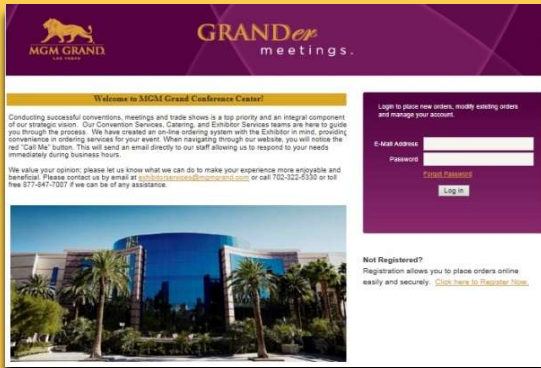 MGM GRAND.
LAS VEGAS
GRANDer
meetings.
Welcome to MGM Grand Conference Center!
Conducting successful conventions, meetings and trade shows is a top priority and an integral component
of our strategic vision. Our Convention Services, Catering, and Exhibitor Services teams are here to guide
you through the process. We have created an on-line ordering system with the Exhibitor in mind, providing
convenience in ordering services for your event. When navigating through our website, you will notice the
red "Call Me" button. This will send an email directly to our staff allowing us to respond to your needs
immediately during business hours.
We value your opinion; please let us know what we can do to make your experience more enjoyable and
beneficial. Please contact us by email at exhibitorservices@mgmgrand.com or call 702-322-5330 or toll
free 877-847-7007 if we can be of any assistance.
Login to place new orders, modify existing orders
and manage your account.
E-Mail Address
Password
Forgot Password
Log in
Not Registered?
Registration allows you to place orders online
easily and securely. Click here to Register Now.